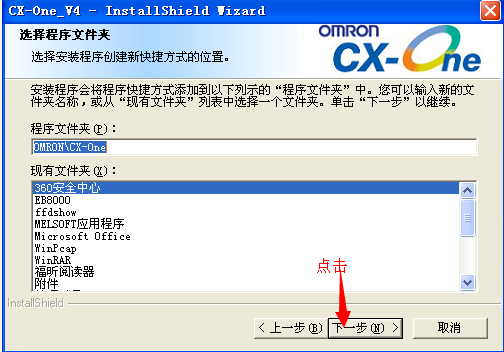 CX-One_V4 - InstallShield Wizard
选择程序文件夹
选择安装程序创建新快捷方式的位置。
OMRON
CX-One
安装程序会将程序快捷方式添加到以下列示的“程序文件夹”中。您可以输入新的文
件夹名称，或从“现有文件夹”列表中选择一个文件夹。单击“下一步”以继续。
程序文件夹(P)：
OMRON\CX-One
现有文件夹(X)：
360安全中心
EB8000
ffdshow
MELSOFT应用程序
Microsoft Office
WinPcap
WinRAR
福昕阅读器
附件
点击
InstallShield
< 上一步(B)
下一步(N) >
取消